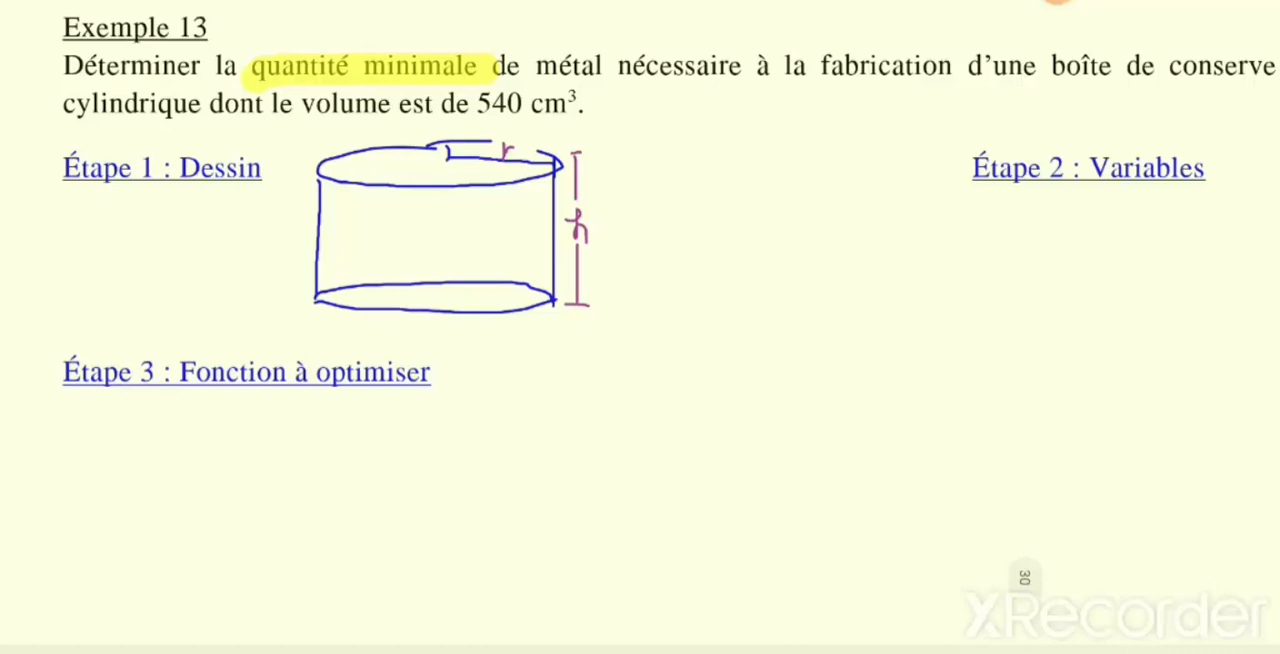 Exemple 13
Déterminer la quantité minimale de métal nécessaire à la fabrication d'une boîte de conserve
cylindrique dont le volume est de 540 cm³.
Étape 1 : Dessin
r
h
Étape 2 : Variables
Étape 3 : Fonction à optimiser
30
XRecorder